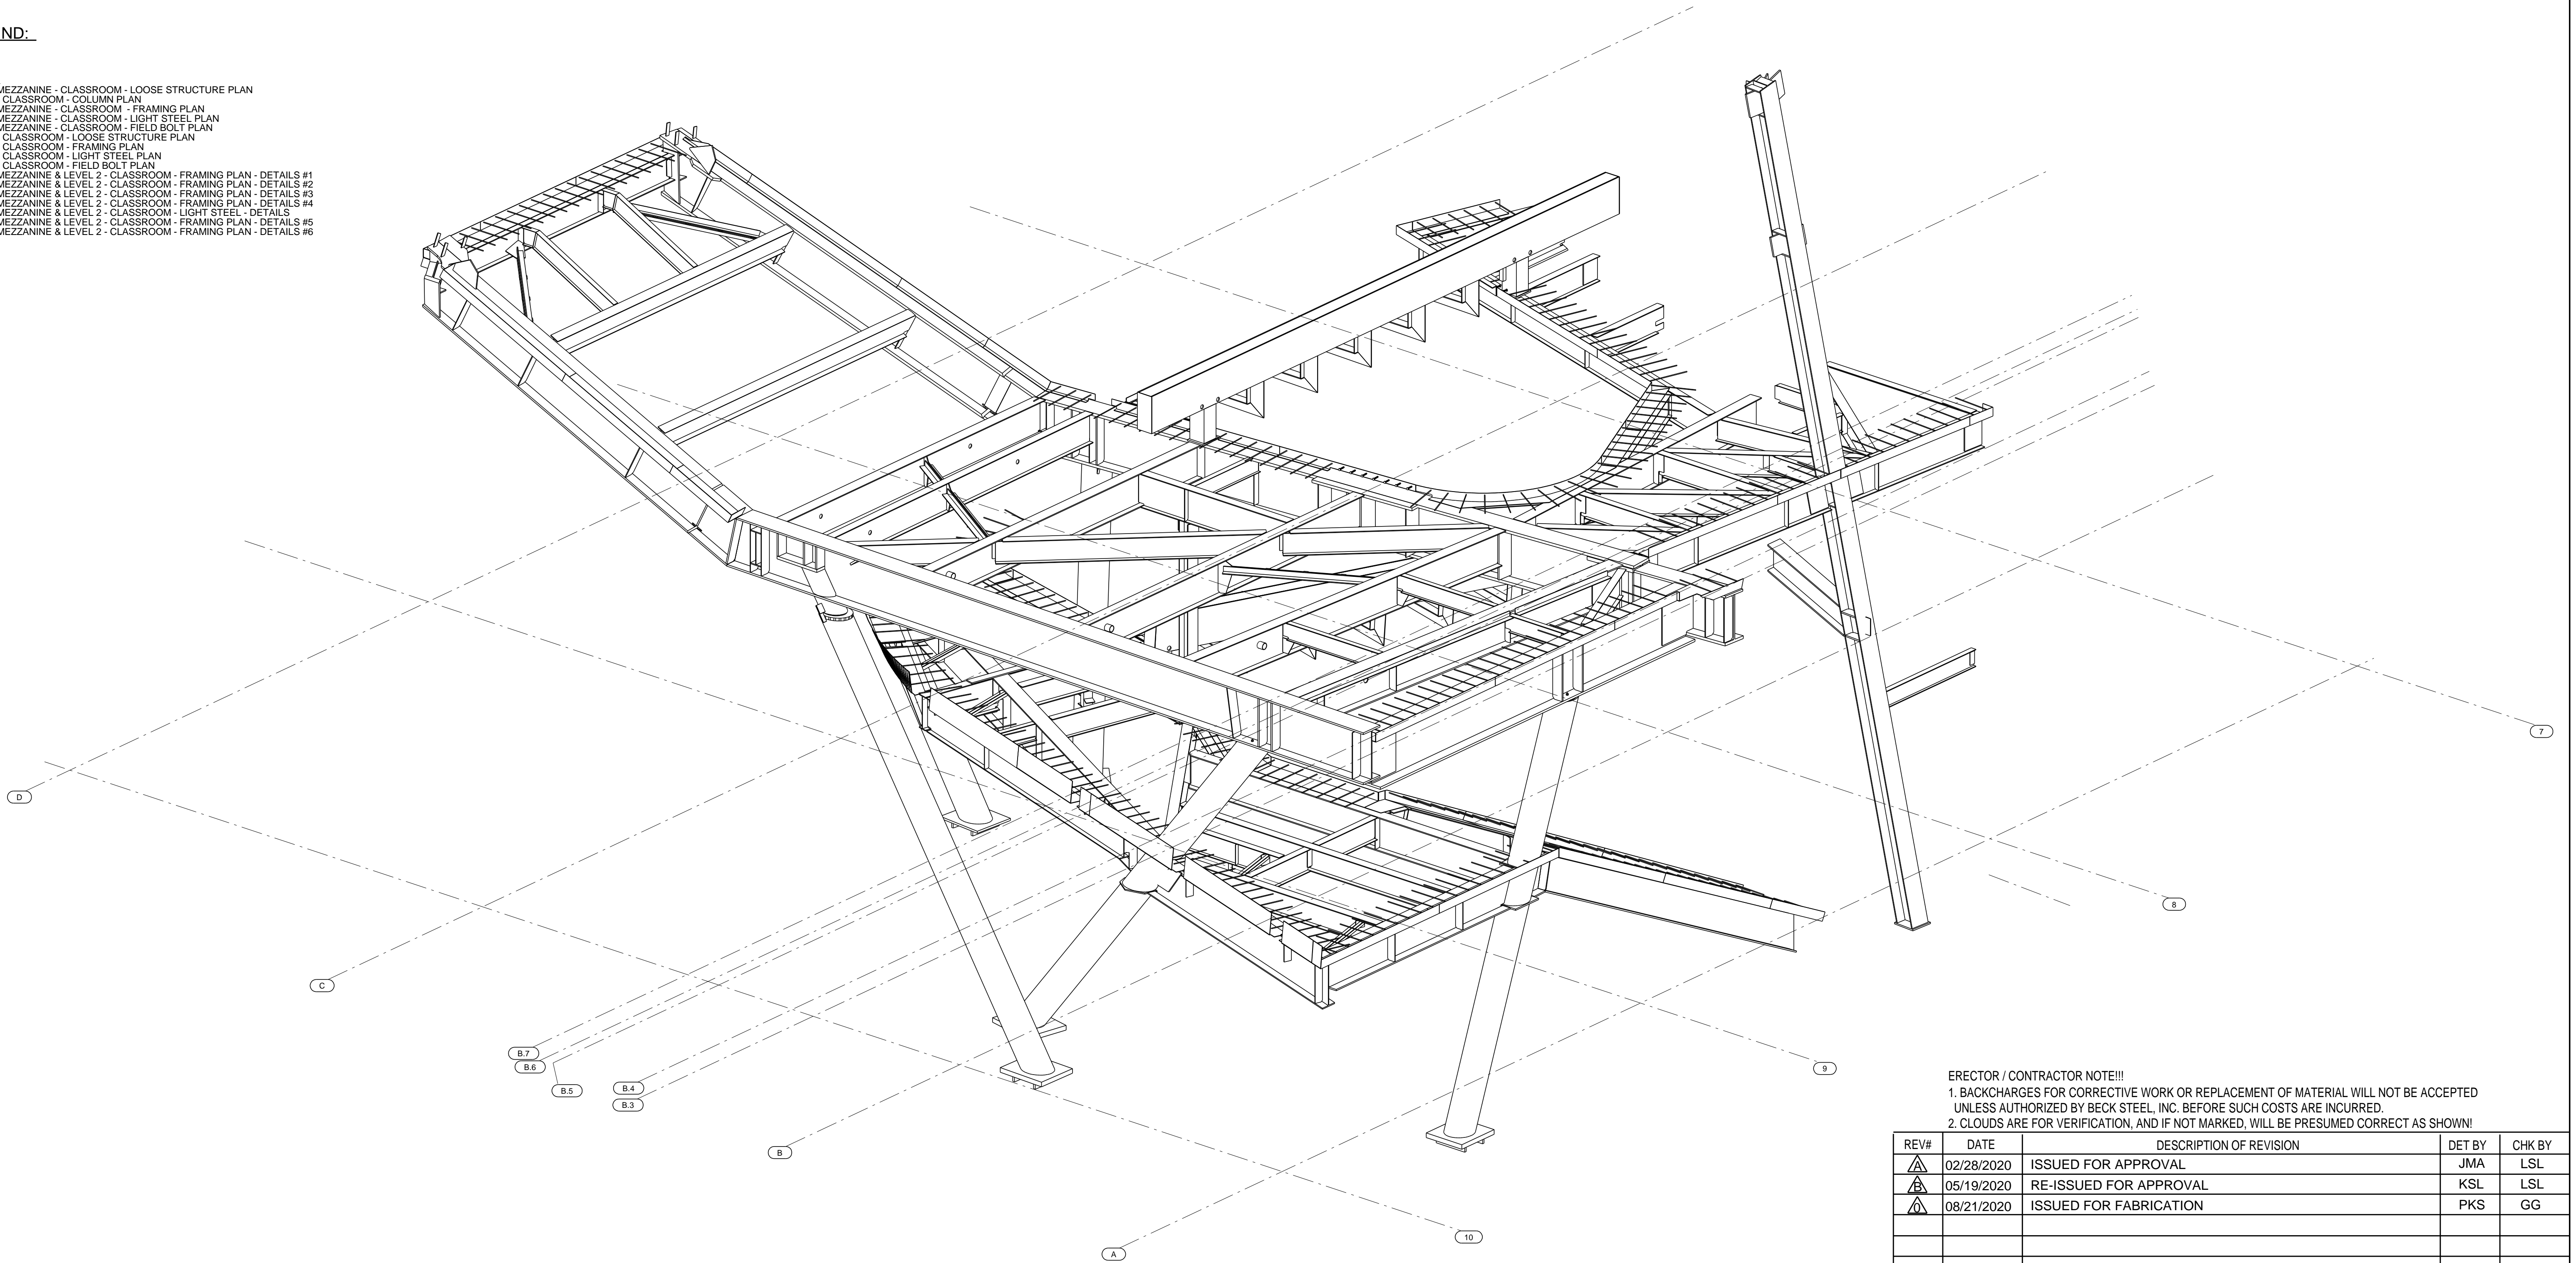 ND:
MEZZANINE - CLASSROOM - LOOSE STRUCTURE PLAN
CLASSROOM - COLUMN PLAN
MEZZANINE - CLASSROOM - FRAMING PLAN
MEZZANINE - CLASSROOM - LIGHT STEEL PLAN
MEZZANINE - CLASSROOM - FIELD BOLT PLAN
CLASSROOM - LOOSE STRUCTURE PLAN
CLASSROOM - FRAMING PLAN
CLASSROOM - LIGHT STEEL PLAN
CLASSROOM - FIELD BOLT PLAN
MEZZANINE & LEVEL 2 - CLASSROOM - FRAMING PLAN - DETAILS #1
MEZZANINE & LEVEL 2 - CLASSROOM - FRAMING PLAN - DETAILS #2
MEZZANINE & LEVEL 2 - CLASSROOM - FRAMING PLAN - DETAILS #3
MEZZANINE & LEVEL 2 - CLASSROOM - FRAMING PLAN - DETAILS #4
MEZZANINE & LEVEL 2 - CLASSROOM - LIGHT STEEL - DETAILS
MEZZANINE & LEVEL 2 - CLASSROOM - FRAMING PLAN - DETAILS #5
MEZZANINE & LEVEL 2 - CLASSROOM - FRAMING PLAN - DETAILS #6
7
D
8
C
B.7
B.6
B.5
B.4
B.3
9
B
10
A
ERECTOR / CONTRACTOR NOTE!!!
1. BACKCHARGES FOR CORRECTIVE WORK OR REPLACEMENT OF MATERIAL WILL NOT BE ACCEPTED
UNLESS AUTHORIZED BY BECK STEEL, INC. BEFORE SUCH COSTS ARE INCURRED.
2. CLOUDS ARE FOR VERIFICATION, AND IF NOT MARKED, WILL BE PRESUMED CORRECT AS SHOWN!
REV# DATE DESCRIPTION OF REVISION DET BY CHK BY
A 02/28/2020 ISSUED FOR APPROVAL JMA LSL
B 05/19/2020 RE-ISSUED FOR APPROVAL KSL LSL
0 08/21/2020 ISSUED FOR FABRICATION PKS GG